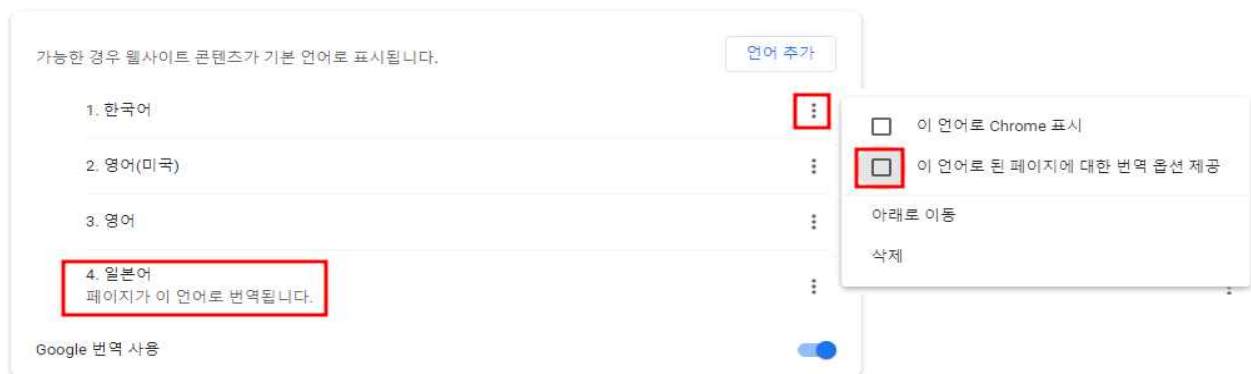 가능한 경우 웹사이트 콘텐츠가 기본 언어로 표시됩니다.
언어 추가
1. 한국어
2. 영어(미국)
3. 영어
4. 일본어
페이지가 이 언어로 번역됩니다.
Google 번역 사용
이 언어로 Chrome 표시
이 언어로 된 페이지에 대한 번역 옵션 제공
아래로 이동
삭제